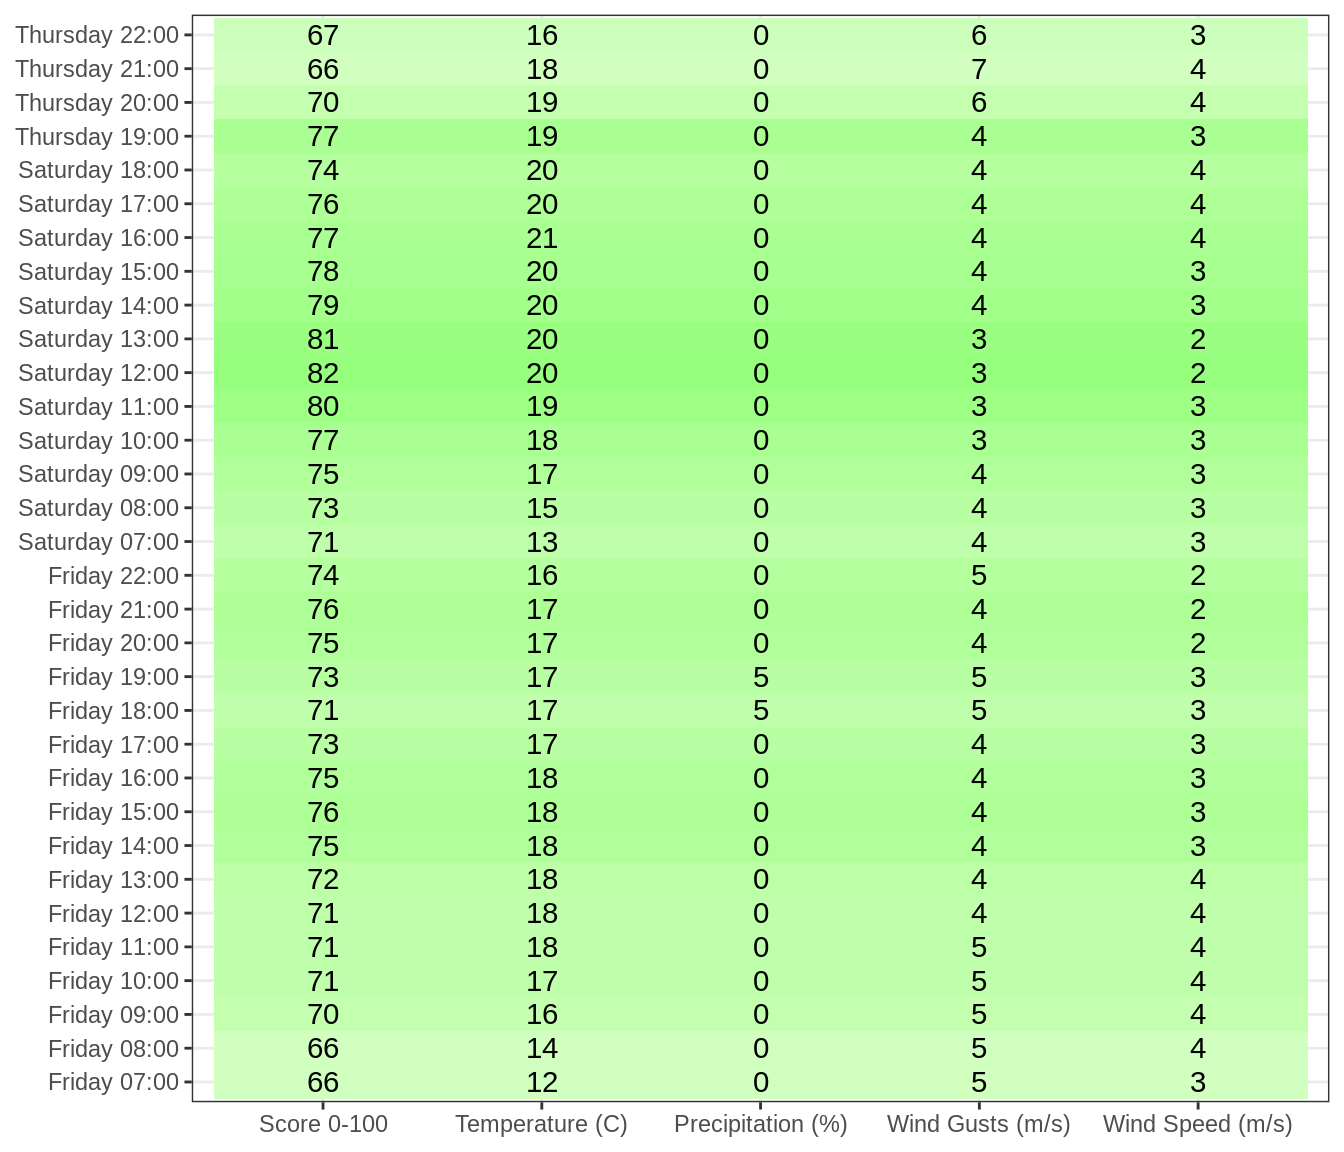 Thursday 22:00 67 16 0 6 3
Thursday 21:00 66 18 0 7 4
Thursday 20:00 70 19 0 6 4
Thursday 19:00 77 19 0 4 3
Saturday 18:00 74 20 0 4 4
Saturday 17:00 76 20 0 4 4
Saturday 16:00 77 21 0 4 4
Saturday 15:00 78 20 0 4 3
Saturday 14:00 79 20 0 4 3
Saturday 13:00 81 20 0 3 2
Saturday 12:00 82 20 0 3 2
Saturday 11:00 80 19 0 3 3
Saturday 10:00 77 18 0 3 3
Saturday 09:00 75 17 0 4 3
Saturday 08:00 73 15 0 4 3
Saturday 07:00 71 13 0 4 3
Friday 22:00 74 16 0 5 2
Friday 21:00 76 17 0 4 2
Friday 20:00 75 17 0 4 2
Friday 19:00 73 17 5 5 3
Friday 18:00 71 17 5 5 3
Friday 17:00 73 17 0 4 3
Friday 16:00 75 18 0 4 3
Friday 15:00 76 18 0 4 3
Friday 14:00 75 18 0 4 3
Friday 13:00 72 18 0 4 4
Friday 12:00 71 18 0 4 4
Friday 11:00 71 18 0 5 4
Friday 10:00 71 17 0 5 4
Friday 09:00 70 16 0 5 4
Friday 08:00 66 14 0 5 4
Friday 07:00 66 12 0 5 3
Score 0-100 Temperature (C) Precipitation (%) Wind Gusts (m/s) Wind Speed (m/s)